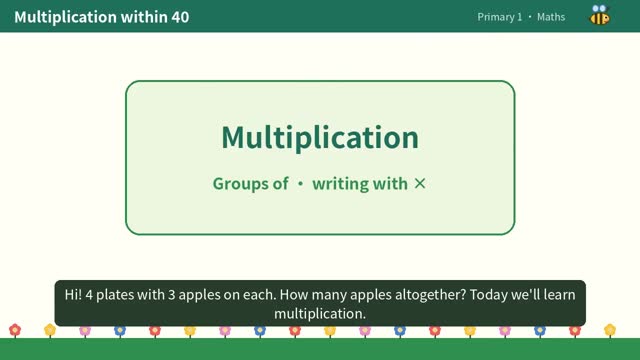 Multiplication within 40
Primary 1 • Maths
Multiplication
Groups of • writing with ×
Hi! 4 plates with 3 apples on each. How many apples altogether? Today we'll learn
multiplication.